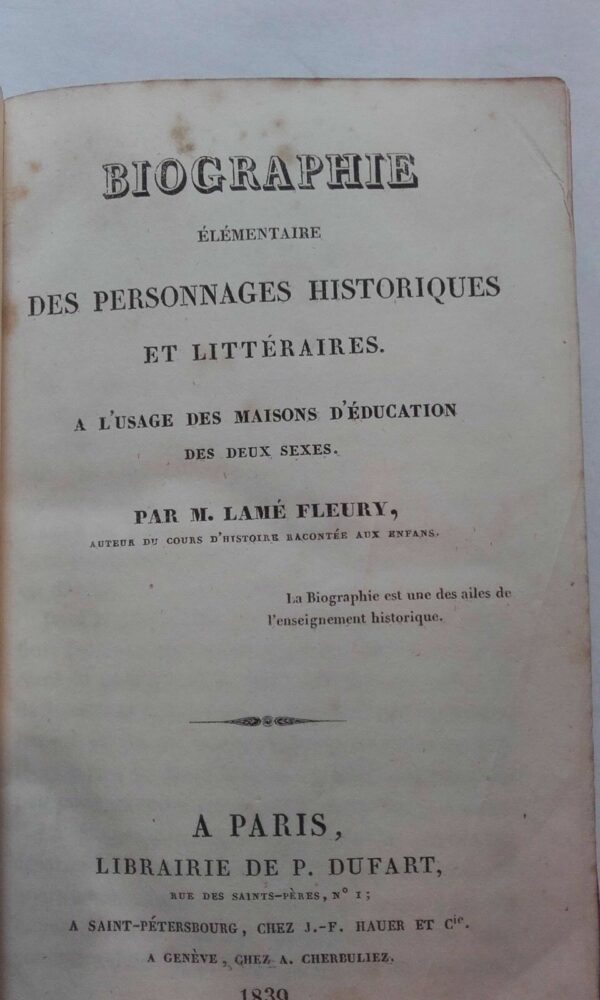 BIOGRAPHIE
ÉLÉMENTAIRE
DES PERSONNAGES HISTORIQUES
ET LITTÉRAIRES.
A L'USAGE DES MAISONS D'ÉDUCATION
DES DEUX SEXES.
PAR M. LAMÉ FLEURY,
AUTEUR DU COURS D'HISTOIRE RACONTÉE AUX ENFANS.
La Biographie est une des ailes de
l'enseignement historique.
A PARIS,
LIBRAIRIE DE P. DUFART,
RUE DES SAINTS-PÈRES, N° 1;
A SAINT-PÉTERSBOURG, CHEZ J.-F. HAUER ET Cie.
A GENÈVE, CHEZ A. CHERBULIEZ.
1839